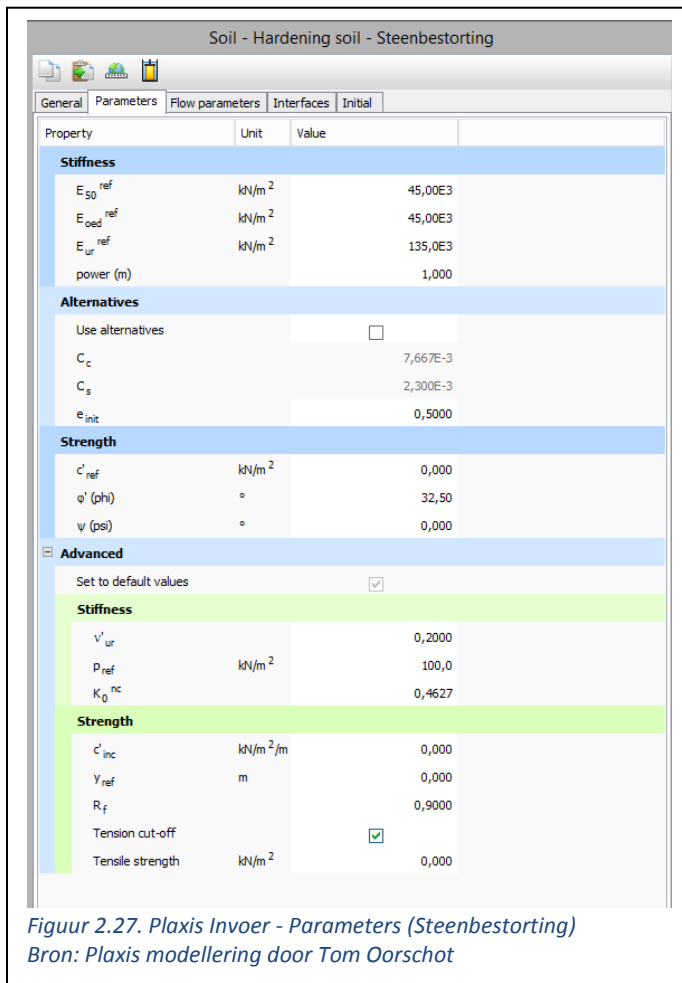 Soil - Hardening soil - Steenbestorting
General Parameters Flow parameters Interfaces Initial
Property Unit Value
Stiffness
E50 ref kN/m 2 45,00E3
Eoed ref kN/m 2 45,00E3
Eur ref kN/m 2 135,0E3
power (m) 1,000
Alternatives
Use alternatives
Cc 7,667E-3
Cs 2,300E-3
einit 0,5000
Strength
c'ref kN/m 2 0,000
φ' (phi) ° 32,50
ψ (psi) ° 0,000
Advanced
Set to default values
Stiffness
ν'ur 0,2000
pref kN/m 2 100,0
K0 nc 0,4627
Strength
c'inc kN/m 2/m 0,000
yref m 0,000
Rf 0,9000
Tension cut-off
Tensile strength kN/m 2 0,000
Figuur 2.27. Plaxis Invoer - Parameters (Steenbestorting)
Bron: Plaxis modellering door Tom Oorschot